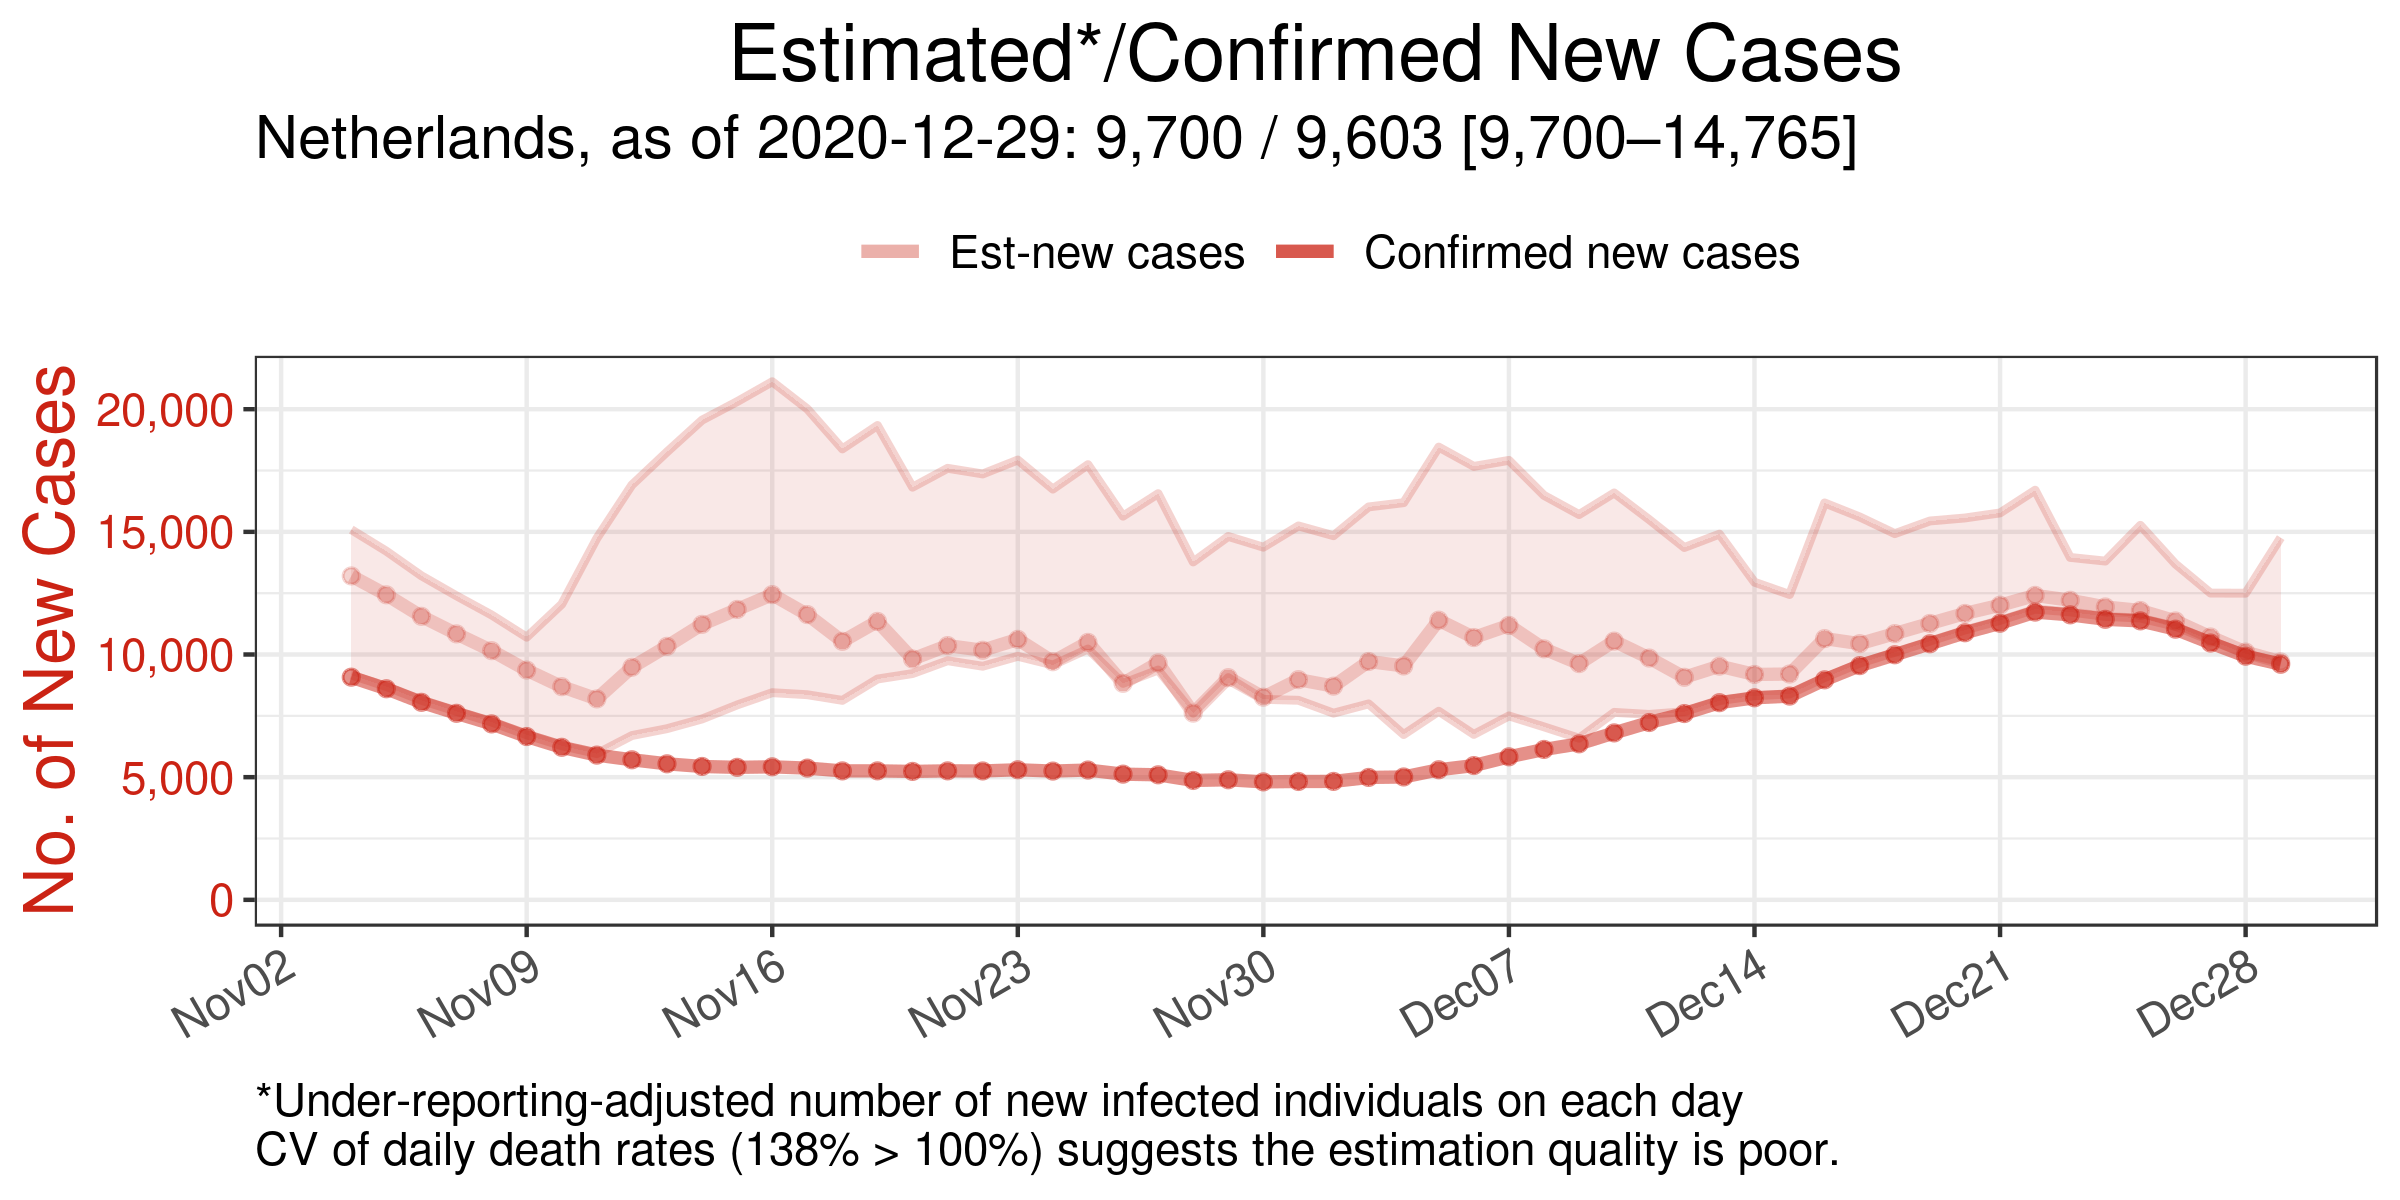 Estimated*/Confirmed New Cases
Netherlands, as of 2020-12-29: 9,700 / 9,603 [9,700–14,765]
Est-new cases
Confirmed new cases
No. of New Cases
20,000
15,000
10,000
5,000
0
Nov02
Nov09
Nov16
Nov23
Nov30
Dec07
Dec14
Dec21
Dec28
*Under-reporting-adjusted number of new infected individuals on each day
CV of daily death rates (138% > 100%) suggests the estimation quality is poor.